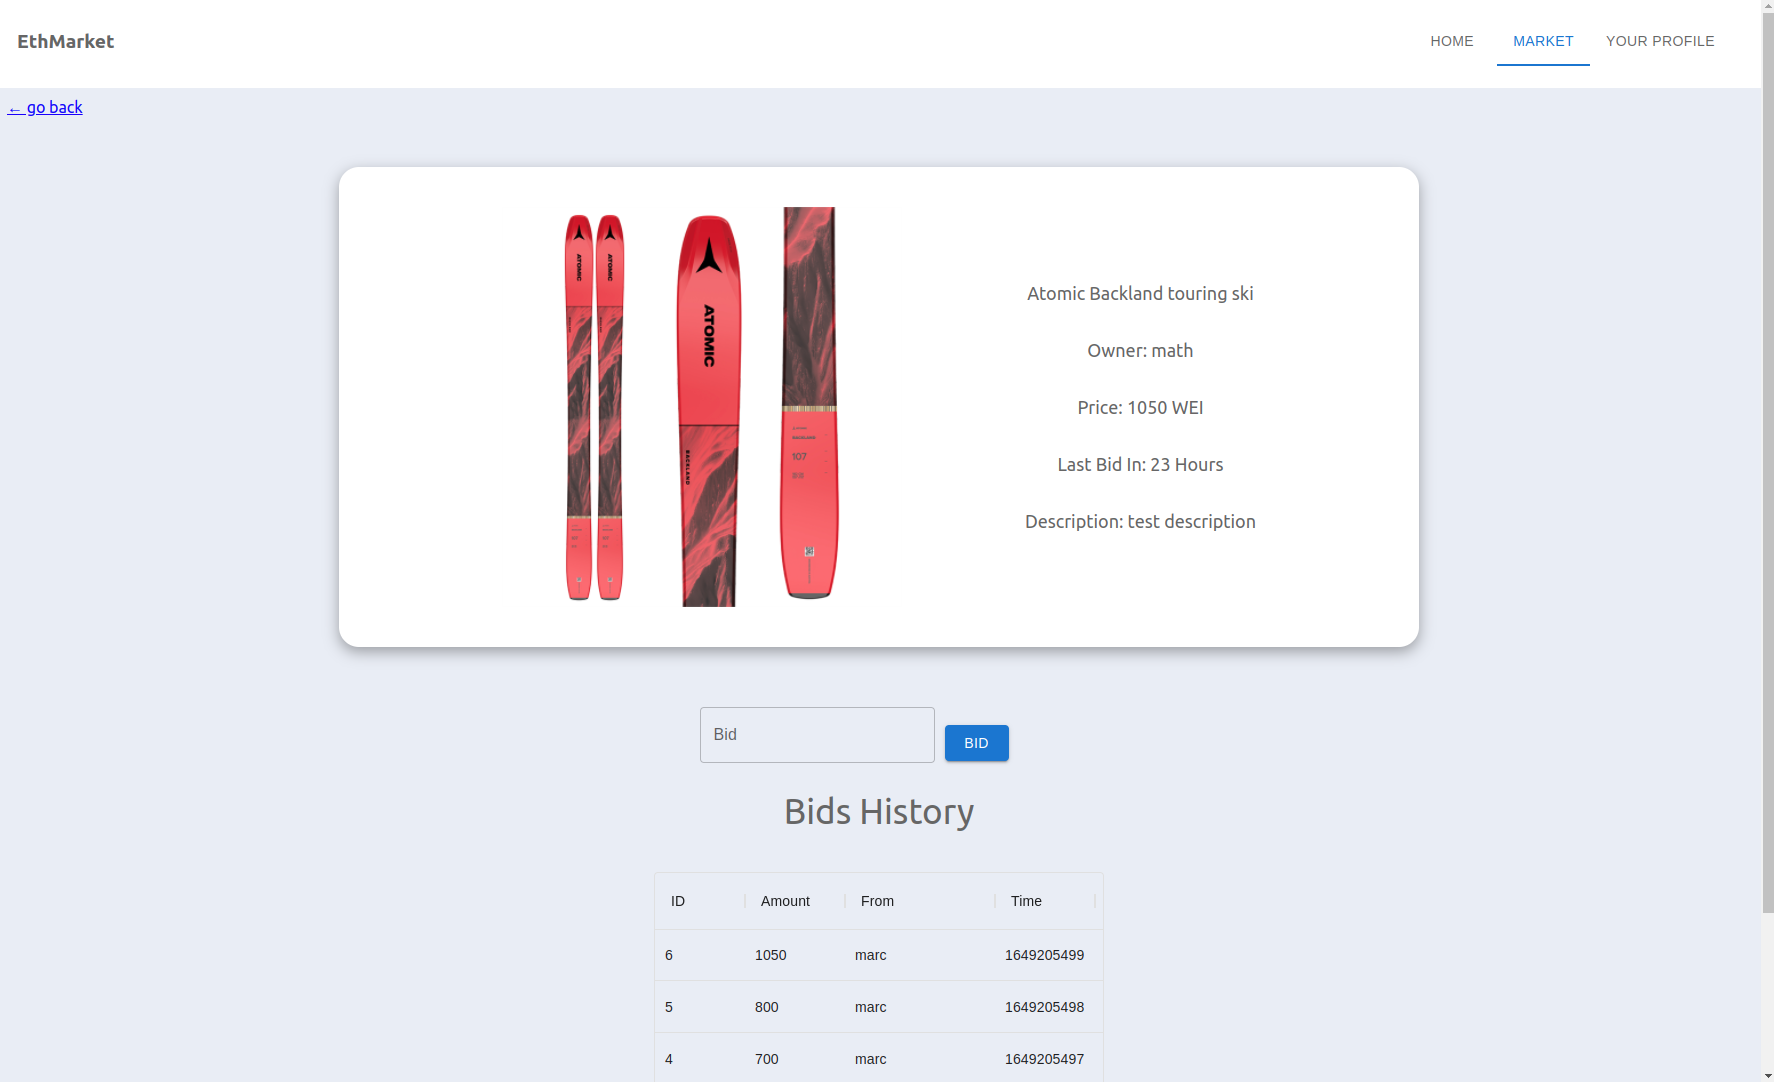 EthMarket
HOME
MARKET
YOUR PROFILE
← go back
ATOMIC
ATOMIC
ATOMIC
BACKLAND
BACKLAND
107
Atomic Backland touring ski
Owner: math
Price: 1050 WEI
Last Bid In: 23 Hours
Description: test description
Bid
BID
Bids History
ID Amount From Time
6 1050 marc 1649205499
5 800 marc 1649205498
4 700 marc 1649205497